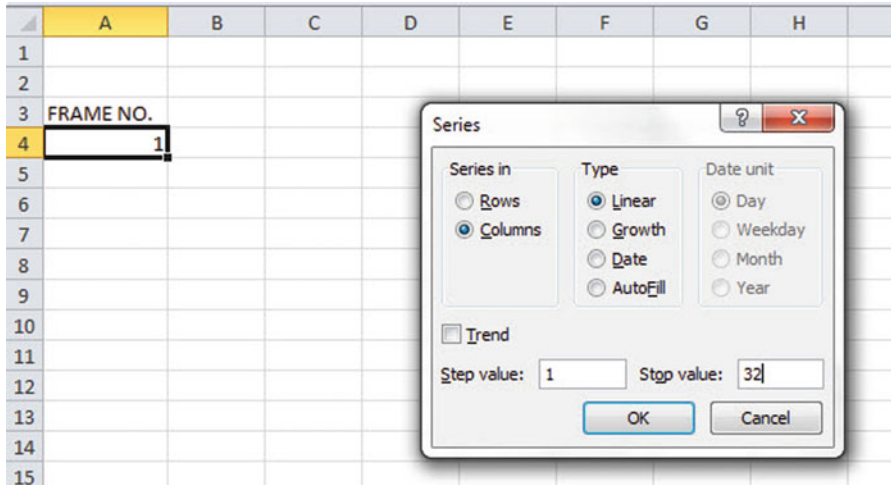 A B C D E F G H
1
2
3 FRAME NO.
4 1
5
6
7
8
9
10
11
12
13
14
15
Series ? X
Series in Type Date unit
Rows Linear Day
Columns Growth Weekday
Date Month
AutoFill Year
Trend
Step value: 1 Stop value: 32
OK Cancel